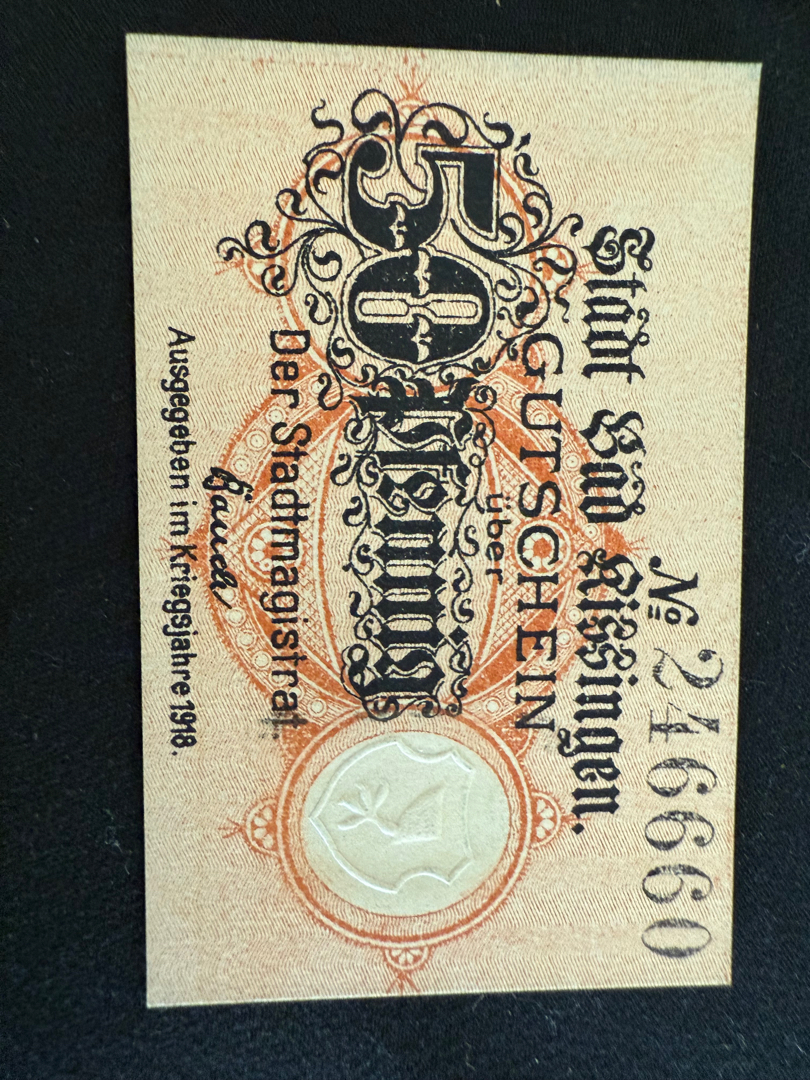 No 246660
Stadt Bad Kissingen.
GUTSCHEIN
über
50 Pfennig
Der Stadtmagistrat
Ausgegeben im Kriegsjahre 1918.